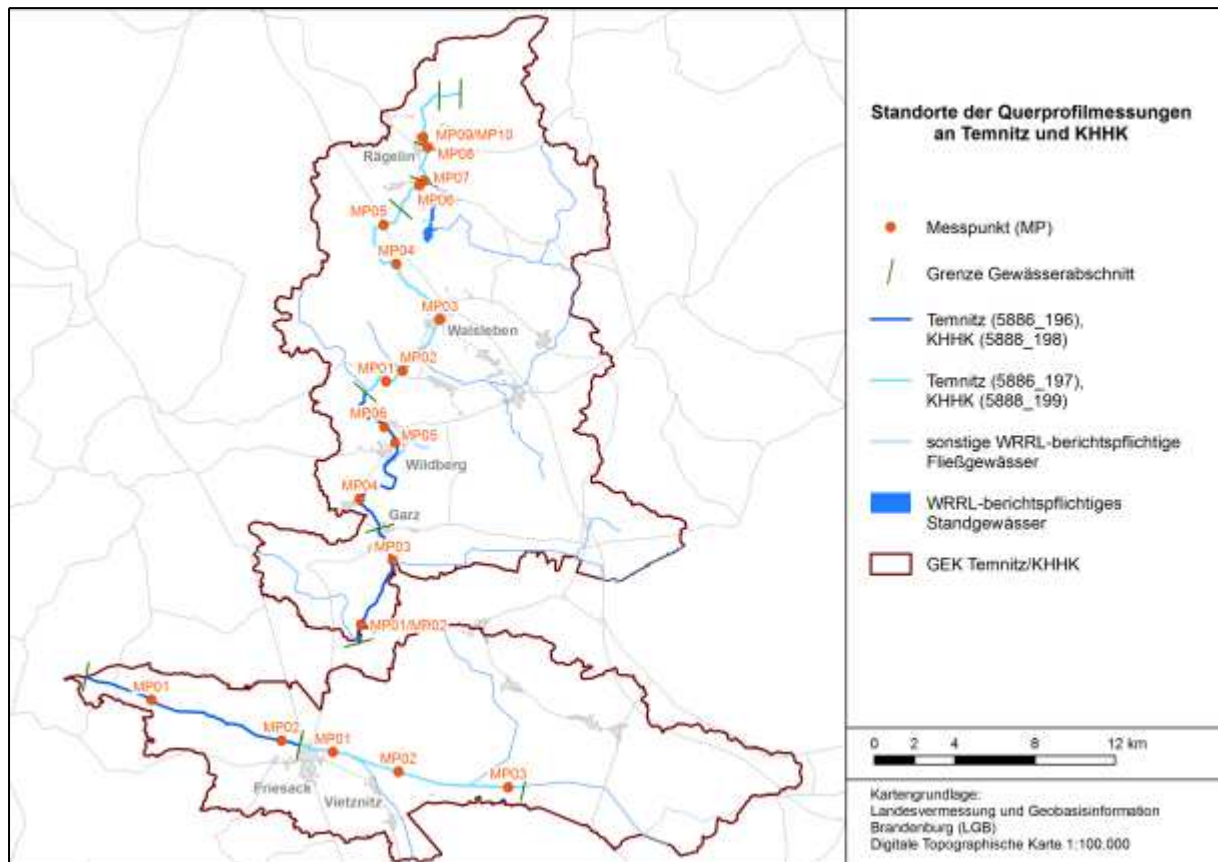 MP09/MP10
MP08
Rägelin
MP07
MP06
MP05
MP04
MP03
Walsleben
MP02
MP01
MP06
MP05
Wildberg
MP04
Garz
MP03
MP01/MP02
MP01
MP02
MP01
MP02
MP03
Friesack
Vietznitz
Standorte der Querprofilmessungen
an Temnitz und KHHK
Messpunkt (MP)
Grenze Gewässerabschnitt
Temnitz (5886_196),
KHHK (5888_198)
Temnitz (5886_197),
KHHK (5888_199)
sonstige WRRL-berichtspflichtige
Fließgewässer
WRRL-berichtspflichtiges
Standgewässer
GEK Temnitz/KHHK
0 2 4 8 12 km
Kartengrundlage:
Landesvermessung und Geobasisinformation
Brandenburg (LGB)
Digitale Topographische Karte 1:100.000